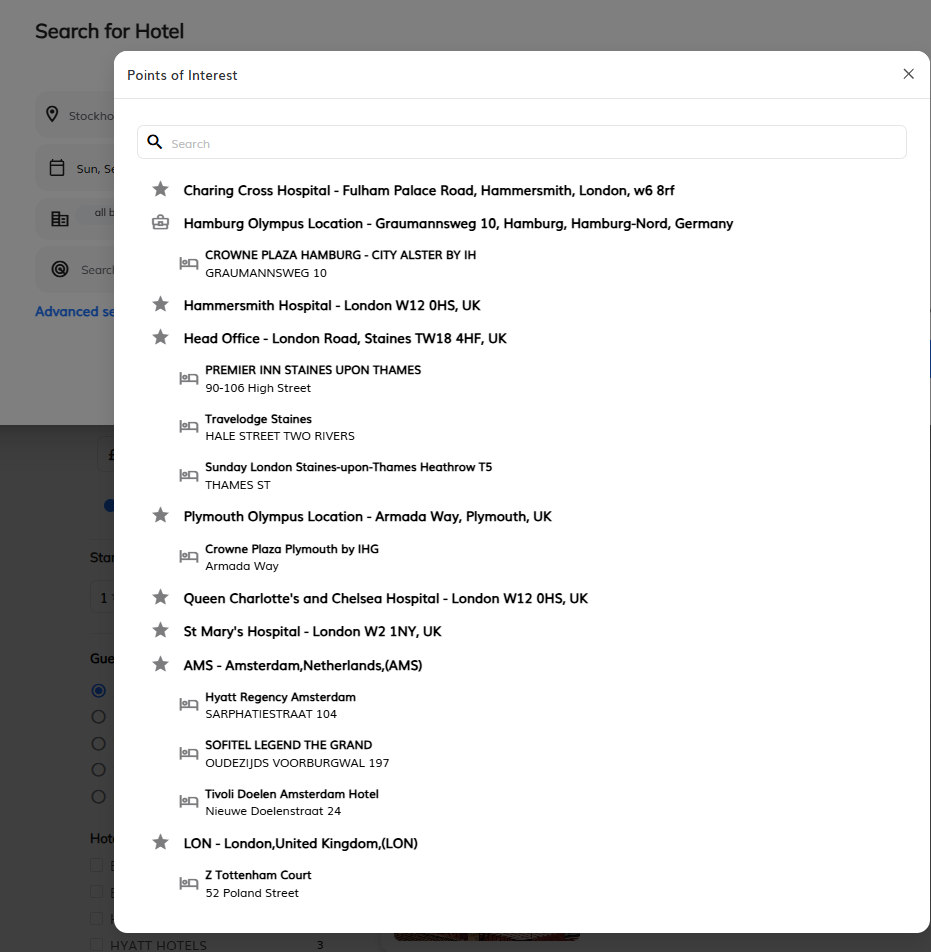 Search for Hotel
Points of Interest
Search
Charing Cross Hospital - Fulham Palace Road, Hammersmith, London, w6 8rf
Hamburg Olympus Location - Graumannsweg 10, Hamburg, Hamburg-Nord, Germany
CROWNE PLAZA HAMBURG - CITY ALSTER BY IH
GRAUMANNSWEG 10
Hammersmith Hospital - London W12 0HS, UK
Head Office - London Road, Staines TW18 4HF, UK
PREMIER INN STAINES UPON THAMES
90-106 High Street
Travelodge Staines
HALE STREET TWO RIVERS
Sunday London Staines-upon-Thames Heathrow T5
THAMES ST
Plymouth Olympus Location - Armada Way, Plymouth, UK
Crowne Plaza Plymouth by IHG
Armada Way
Queen Charlotte's and Chelsea Hospital - London W12 0HS, UK
St Mary's Hospital - London W2 1NY, UK
AMS - Amsterdam,Netherlands,(AMS)
Hyatt Regency Amsterdam
SARPHATIESTRAAT 104
SOFITEL LEGEND THE GRAND
OUDEZIJDS VOORBURGWAL 197
Tivoli Doelen Amsterdam Hotel
Nieuwe Doelenstraat 24
LON - London,United Kingdom,(LON)
Z Tottenham Court
52 Poland Street
Stockho
Sun, Se
all b
Search
Advanced se
£
Star
1
Gue
Hote
HYATT HOTELS 3